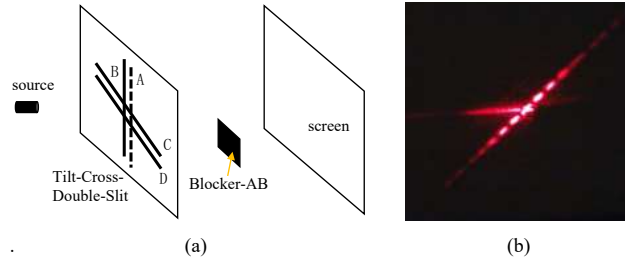 source
B
A
C
D
Tilt-Cross-
Double-Slit
Blocker-AB
screen
.
(a)
(b)